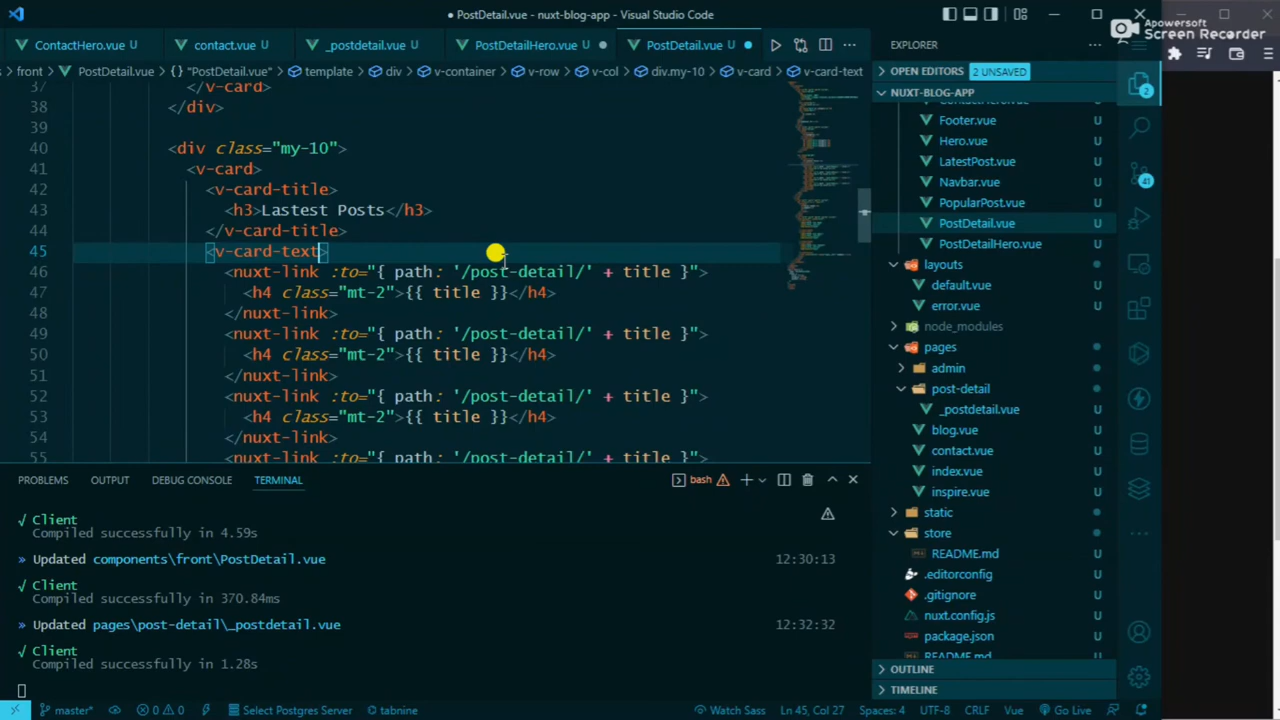 ● PostDetail.vue - nuxt-blog-app - Visual Studio Code
Apowersoft
Screen Recorder
ContactHero.vue U
contact.vue U
_postdetail.vue U
PostDetailHero.vue U
PostDetail.vue U
front > PostDetail.vue > {} "PostDetail.vue" > template > div > v-container > v-row > v-col > div.my-10 > v-card > v-card-text
37 </v-card>
38 </div>
39
40 <div class="my-10">
41 <v-card>
42 <v-card-title>
43 <h3>Lastest Posts</h3>
44 </v-card-title>
45 <v-card-text>
46 <nuxt-link :to="{ path: '/post-detail/' + title }">
47 <h4 class="mt-2">{{ title }}</h4>
48 </nuxt-link>
49 <nuxt-link :to="{ path: '/post-detail/' + title }">
50 <h4 class="mt-2">{{ title }}</h4>
51 </nuxt-link>
52 <nuxt-link :to="{ path: '/post-detail/' + title }">
53 <h4 class="mt-2">{{ title }}</h4>
54 </nuxt-link>
55 <nuxt-link :to="{ path: '/post-detail/' + title }">
PROBLEMS OUTPUT DEBUG CONSOLE TERMINAL
bash
√ Client
Compiled successfully in 4.59s
» Updated components\front\PostDetail.vue 12:30:13
√ Client
Compiled successfully in 370.84ms
» Updated pages\post-detail\_postdetail.vue 12:32:32
√ Client
Compiled successfully in 1.28s
EXPLORER
OPEN EDITORS 2 UNSAVED
NUXT-BLOG-APP
ContactHero.vue U
Footer.vue U
Hero.vue U
LatestPost.vue U
Navbar.vue U
PopularPost.vue U
PostDetail.vue U
PostDetailHero.vue U
layouts
default.vue U
error.vue U
node_modules
pages
admin
post-detail
_postdetail.vue U
blog.vue U
contact.vue U
index.vue U
inspire.vue U
static
store
README.md U
.editorconfig U
.gitignore U
nuxt.config.js U
package.json U
README.md U
OUTLINE
TIMELINE
2
41
master* 0 0 Select Postgres Server tabnine Watch Sass Ln 45, Col 27 Spaces: 4 UTF-8 CRLF Vue Go Live